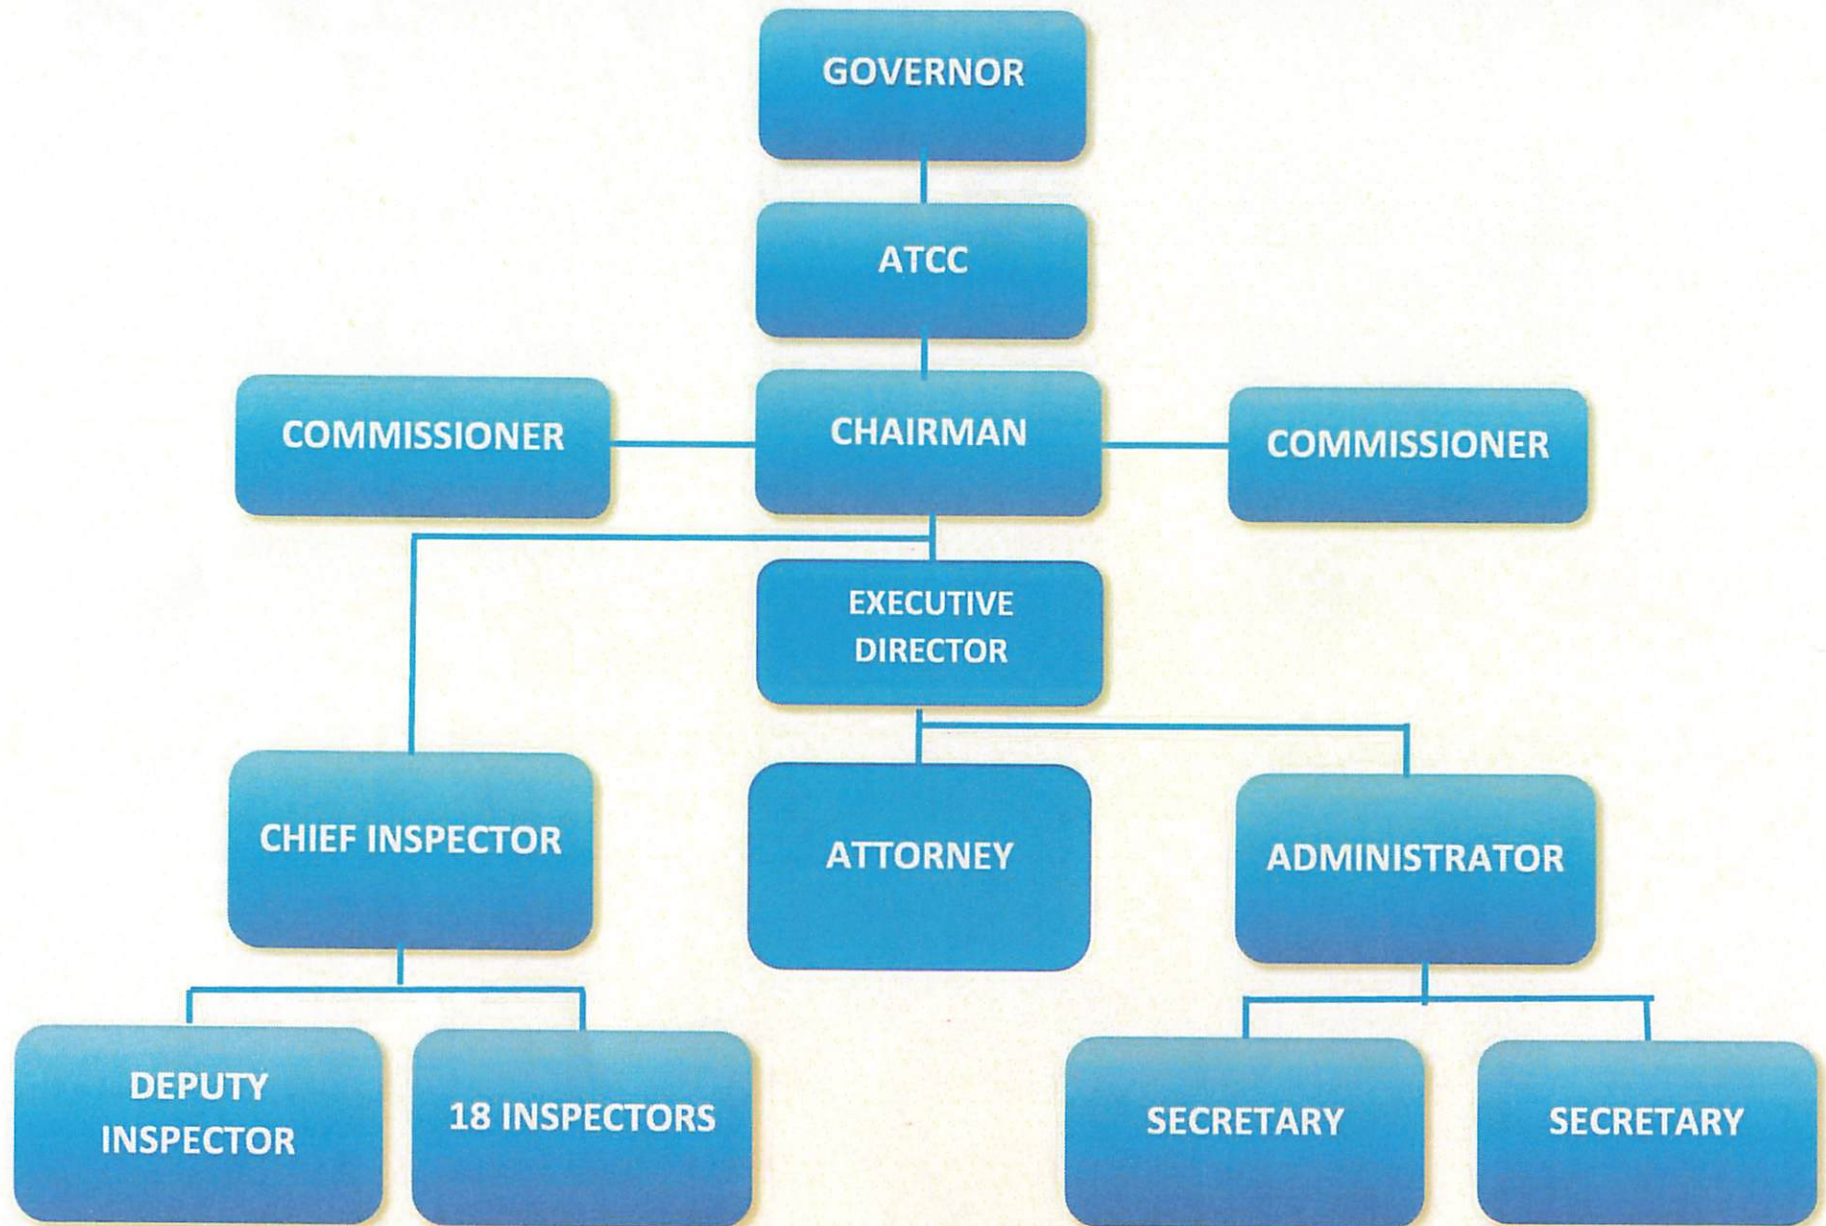 GOVERNOR
ATCC
COMMISSIONER
CHAIRMAN
COMMISSIONER
EXECUTIVE
DIRECTOR
CHIEF INSPECTOR
ATTORNEY
ADMINISTRATOR
DEPUTY
INSPECTOR
18 INSPECTORS
SECRETARY
SECRETARY